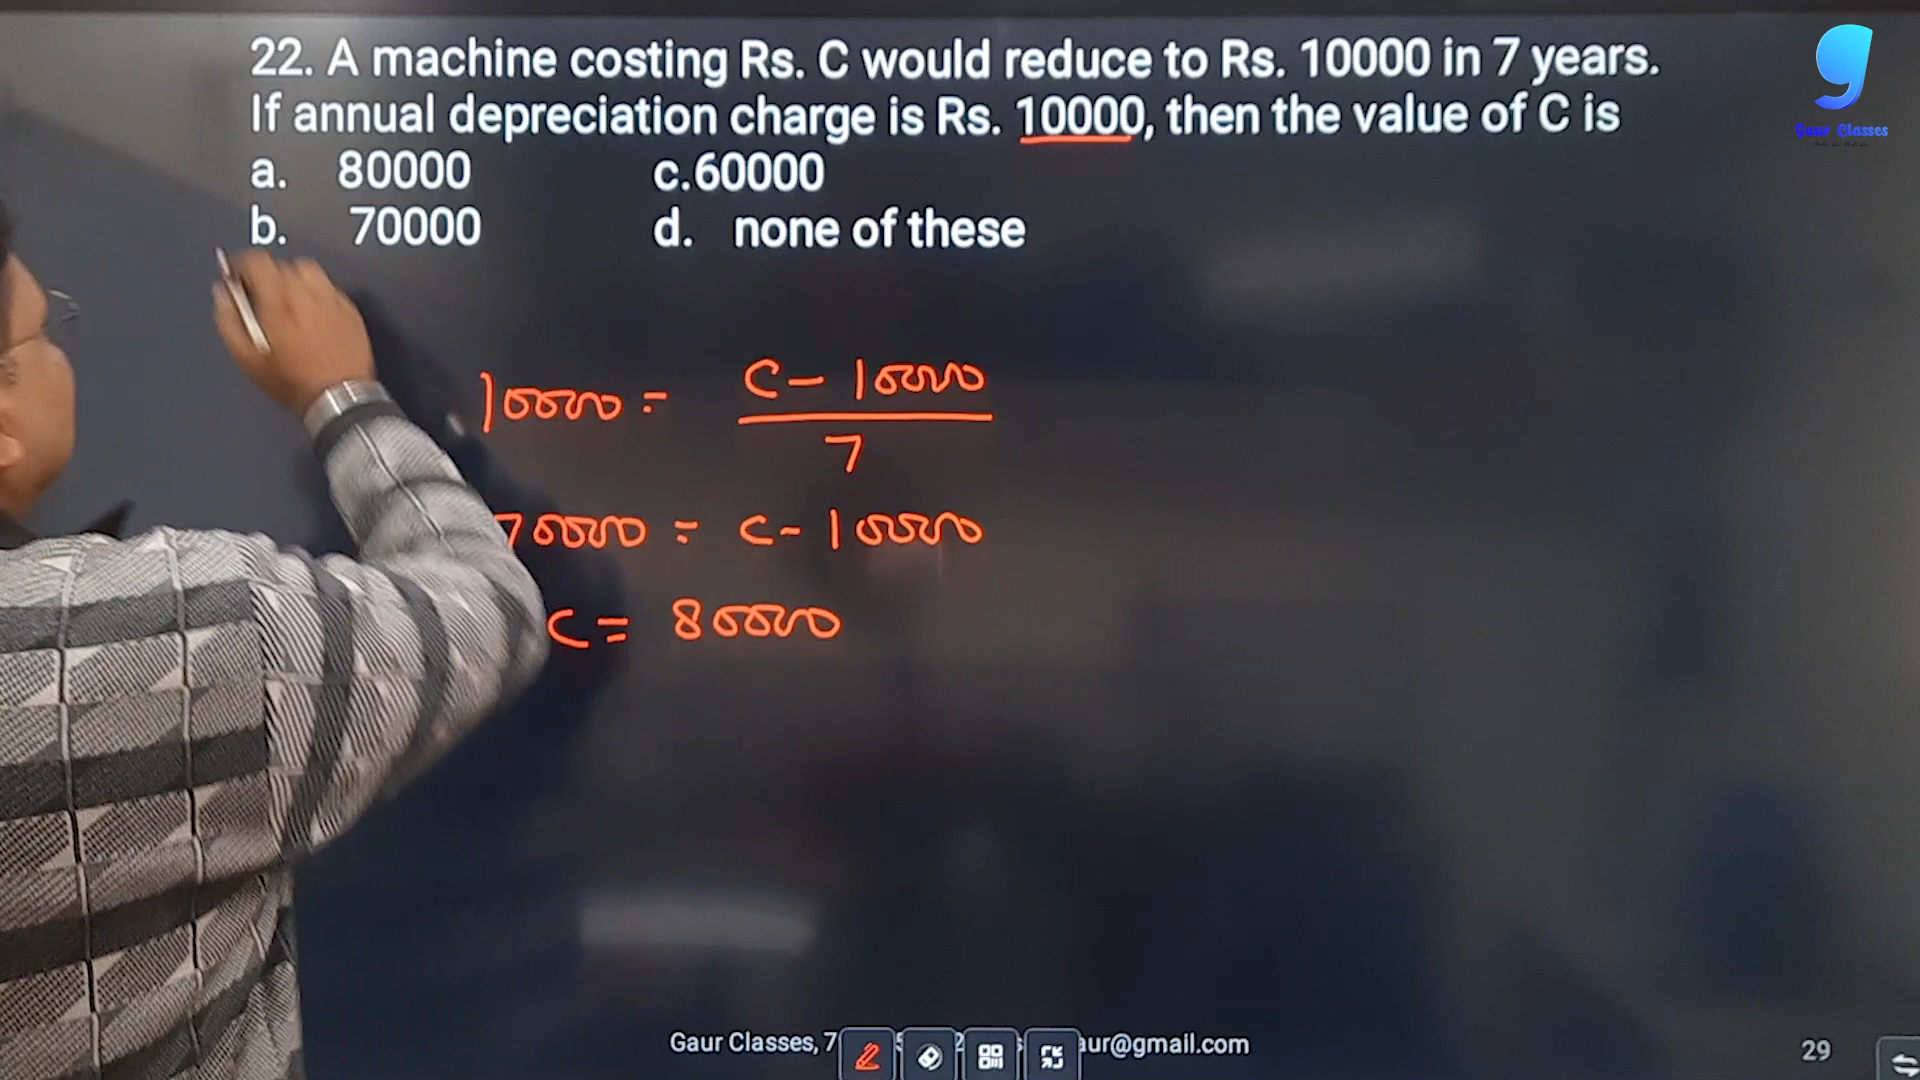 22. A machine costing Rs. C would reduce to Rs. 10000 in 7 years.
If annual depreciation charge is Rs. 10000, then the value of C is
a. 80000 c.60000
b. 70000 d. none of these
10000 = C - 10000
7
70000 = C - 10000
C = 80000
Gaur Classes
Gaur Classes, 7 aur@gmail.com
29